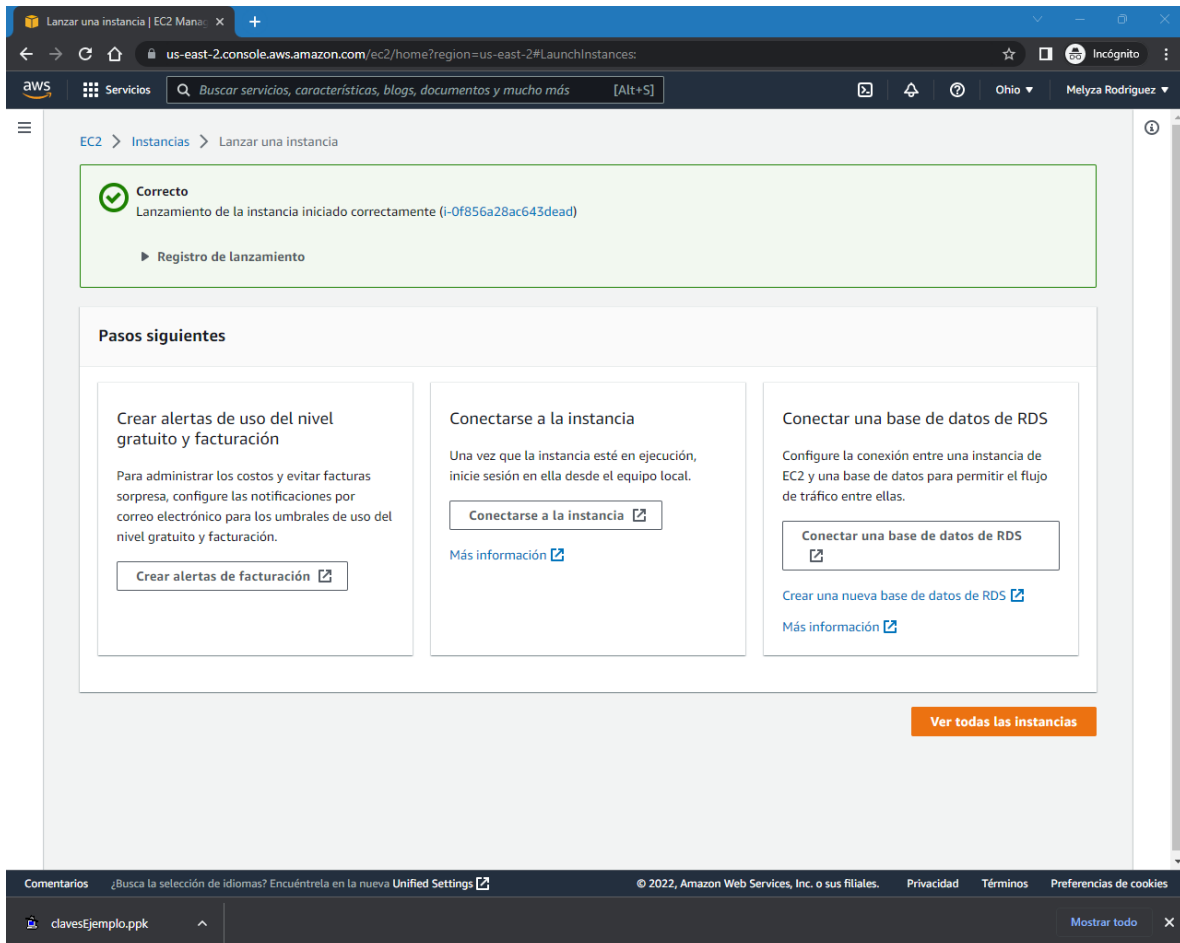 Lanzar una instancia | EC2 Manag
us-east-2.console.aws.amazon.com/ec2/home?region=us-east-2#LaunchInstances:
Incógnito
aws
Servicios
Buscar servicios, características, blogs, documentos y mucho más
[Alt+S]
Ohio
Melyza Rodriguez
EC2
Instancias
Lanzar una instancia
Correcto
Lanzamiento de la instancia iniciado correctamente (i-0f856a28ac643dead)
Registro de lanzamiento
Pasos siguientes
Crear alertas de uso del nivel
gratuito y facturación
Para administrar los costos y evitar facturas
sorpresa, configure las notificaciones por
correo electrónico para los umbrales de uso del
nivel gratuito y facturación.
Crear alertas de facturación
Conectarse a la instancia
Una vez que la instancia esté en ejecución,
inicie sesión en ella desde el equipo local.
Conectarse a la instancia
Más información
Conectar una base de datos de RDS
Configure la conexión entre una instancia de
EC2 y una base de datos para permitir el flujo
de tráfico entre ellas.
Conectar una base de datos de RDS
Crear una nueva base de datos de RDS
Más información
Ver todas las instancias
Comentarios
¿Busca la selección de idiomas? Encuéntrela en la nueva Unified Settings
© 2022, Amazon Web Services, Inc. o sus filiales.
Privacidad
Términos
Preferencias de cookies
clavesEjemplo.ppk
Mostrar todo